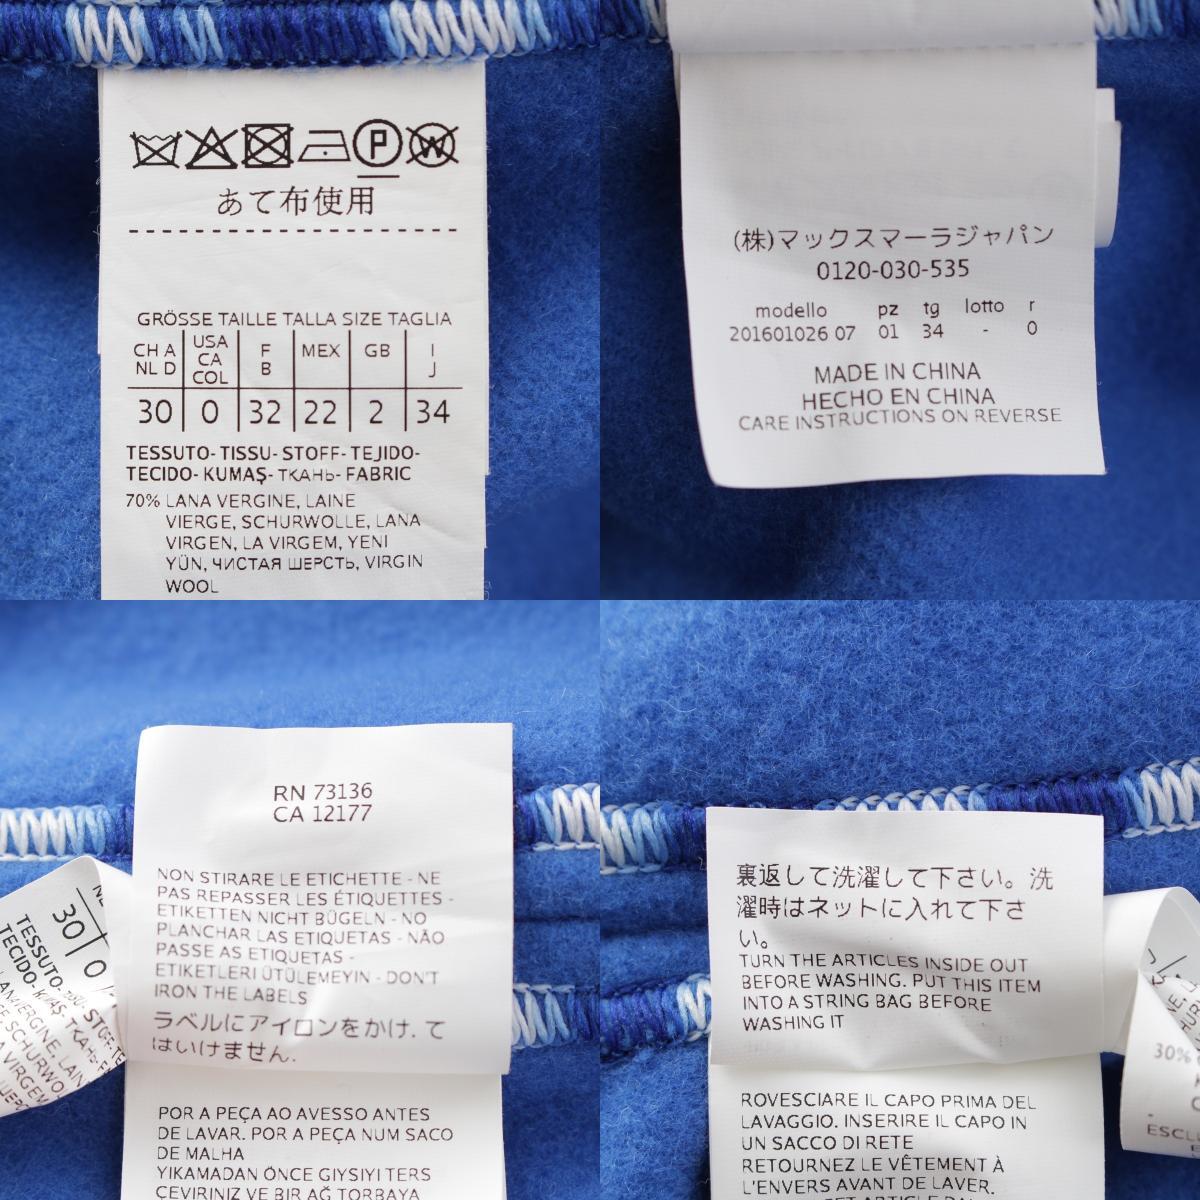 P W
あて布使用
GRÖSSE TAILLE TALLA SIZE TAGLIA
CH A USA F MEX GB I
NL D CA B J
COL
30 0 32 22 2 34
TESSUTO- TISSU- STOFF- TEJIDO-
TECIDO- KUMAŞ- ТКАНЬ- FABRIC
70% LANA VERGINE, LAINE
VIERGE, SCHURWOLLE, LANA
VIRGEN, LA VIRGEM, YENI
YÜN, ЧИСТАЯ ШЕРСТЬ, VIRGIN
WOOL
(株)マックスマーラジャパン
0120-030-535
modello pz tg lotto r
201601026 07 01 34 - 0
MADE IN CHINA
HECHO EN CHINA
CARE INSTRUCTIONS ON REVERSE
RN 73136
CA 12177
NON STIRARE LE ETICHETTE - NE
PAS REPASSER LES ÉTIQUETTES -
ETIKETTEN NICHT BÜGELN - NO
PLANCHAR LAS ETIQUETAS - NÃO
PASSE AS ETIQUETAS -
ETIKETLERI ÜTÜLEMEYIN - DON'T
IRON THE LABELS
ラベルにアイロンをかけ. て
はいけません.
30 0
TESSUTO-
TECIDO-
POR A PEÇA AO AVESSO ANTES
DE LAVAR. POR A PEÇA NUM SACO
DE MALHA
YIKAMADAN ÖNCE GIYSIYI TERS
ÇEVIRINIZ VE BIR AĞ TORBAYA
裏返して洗濯して下さい。洗
濯時はネットに入れて下さ
い。
TURN THE ARTICLES INSIDE OUT
BEFORE WASHING. PUT THIS ITEM
INTO A STRING BAG BEFORE
WASHING IT
30%
ROVESCIARE IL CAPO PRIMA DEL
LAVAGGIO. INSERIRE IL CAPO IN
UN SACCO DI RETE
RETOURNEZ LE VÊTEMENT À
L'ENVERS AVANT DE LAVER.